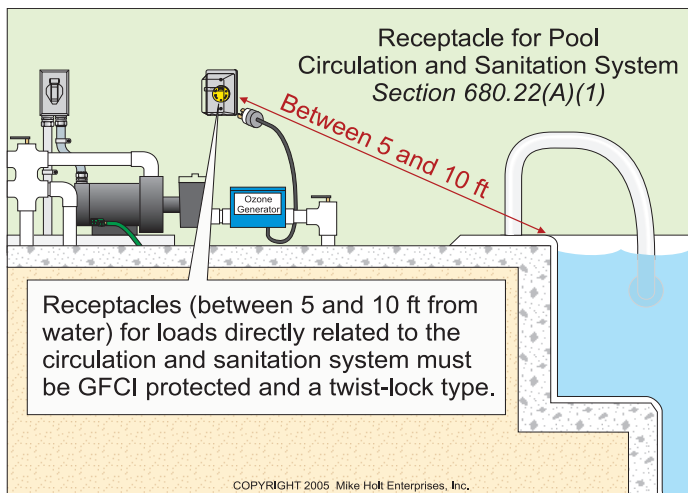 Receptacle for Pool
Circulation and Sanitation System
Section 680.22(A)(1)
Between 5 and 10 ft
Ozone
Generator
Receptacles (between 5 and 10 ft from
water) for loads directly related to the
circulation and sanitation system must
be GFCI protected and a twist-lock type.
COPYRIGHT 2005 Mike Holt Enterprises, Inc.